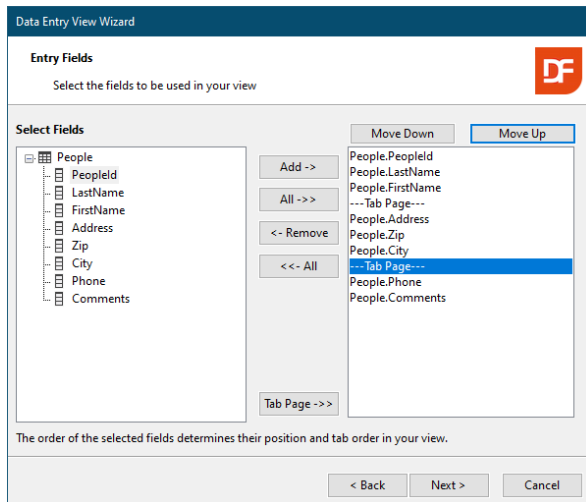 Data Entry View Wizard
Entry Fields
Select the fields to be used in your view
DF
Select Fields
Move Down
Move Up
People
PeopleId
LastName
FirstName
Address
Zip
City
Phone
Comments
Add ->
All ->>
<- Remove
<<- All
Tab Page ->>
People.PeopleId
People.LastName
People.FirstName
---Tab Page---
People.Address
People.Zip
People.City
---Tab Page---
People.Phone
People.Comments
The order of the selected fields determines their position and tab order in your view.
< Back
Next >
Cancel